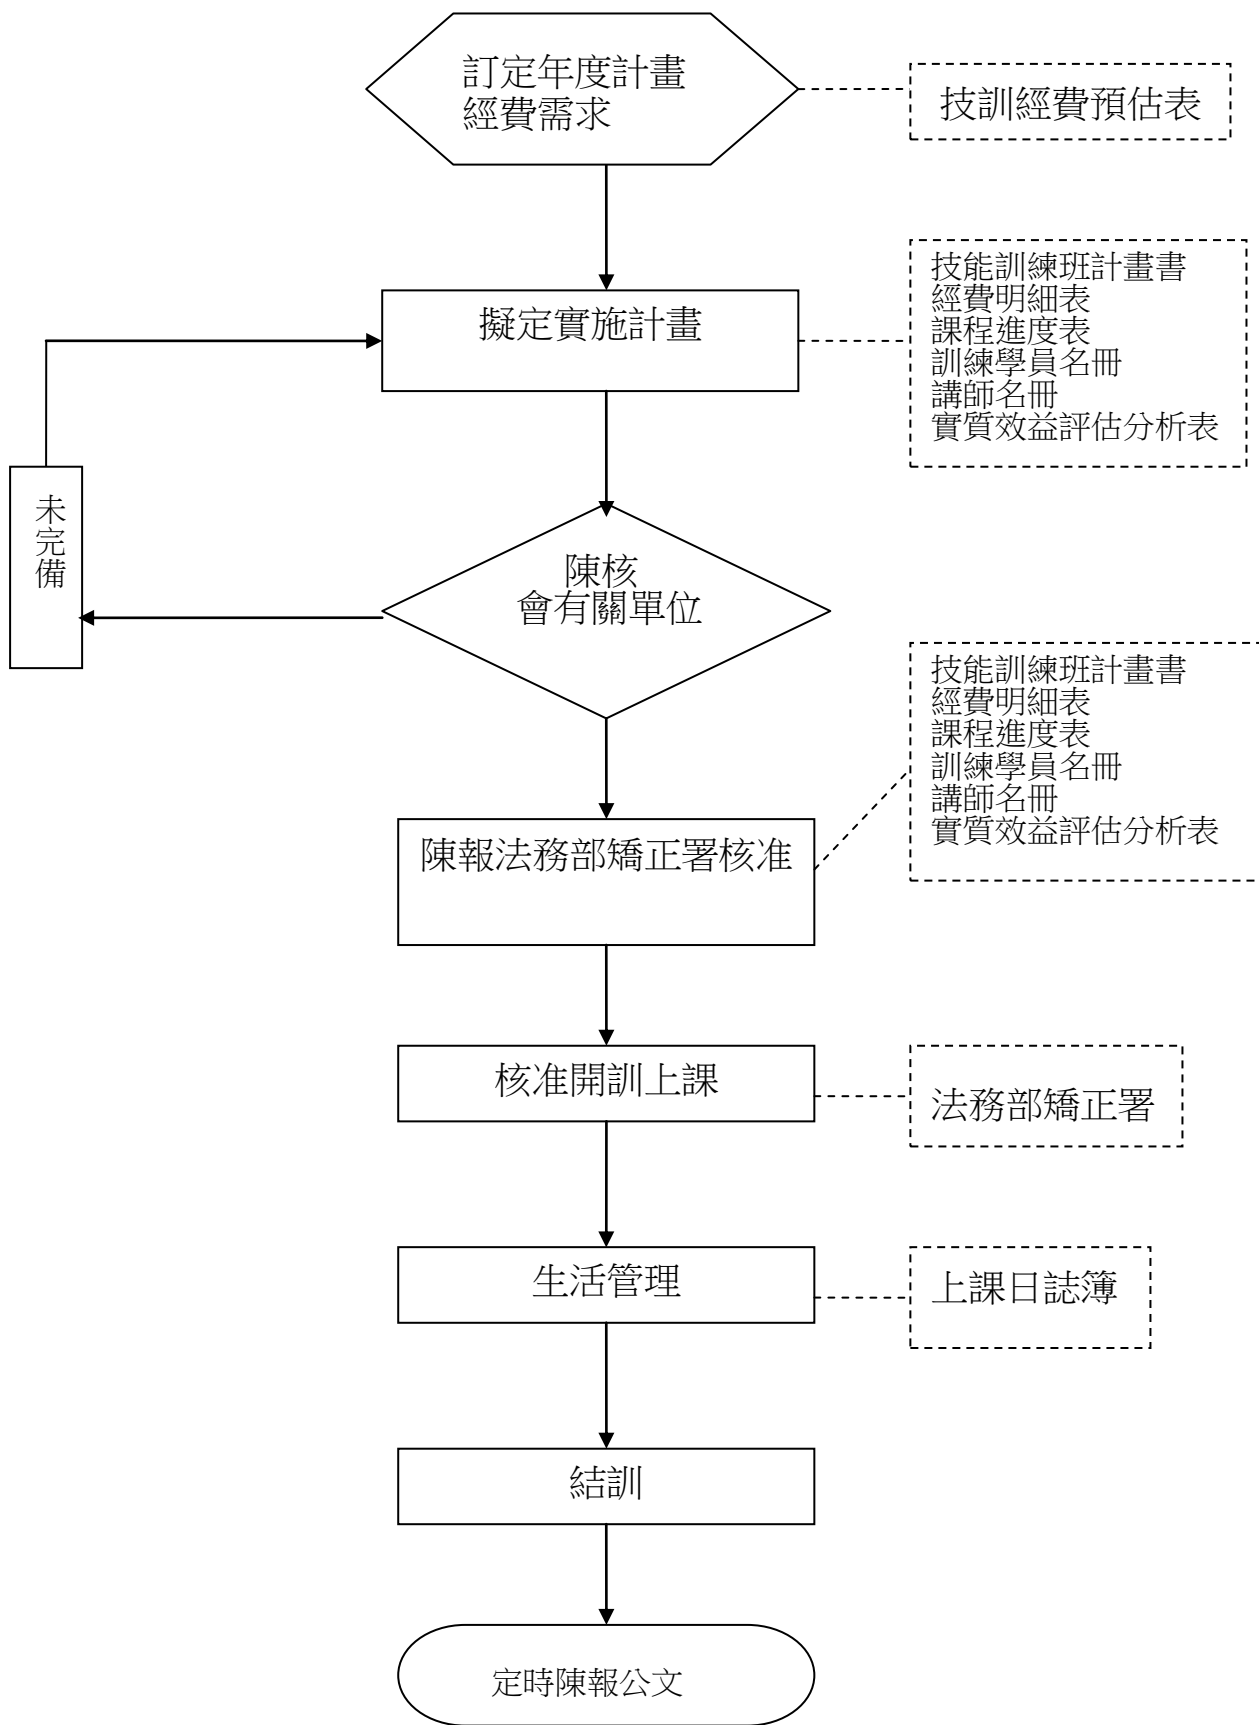 訂定年度計畫
經費需求
技訓經費預估表
擬定實施計畫
技能訓練班計畫書
經費明細表
課程進度表
訓練學員名冊
講師名冊
實質效益評估分析表
未完備
陳核
會有關單位
技能訓練班計畫書
經費明細表
課程進度表
訓練學員名冊
講師名冊
實質效益評估分析表
陳報法務部矯正署核准
核准開訓上課
法務部矯正署
生活管理
上課日誌簿
結訓
定時陳報公文